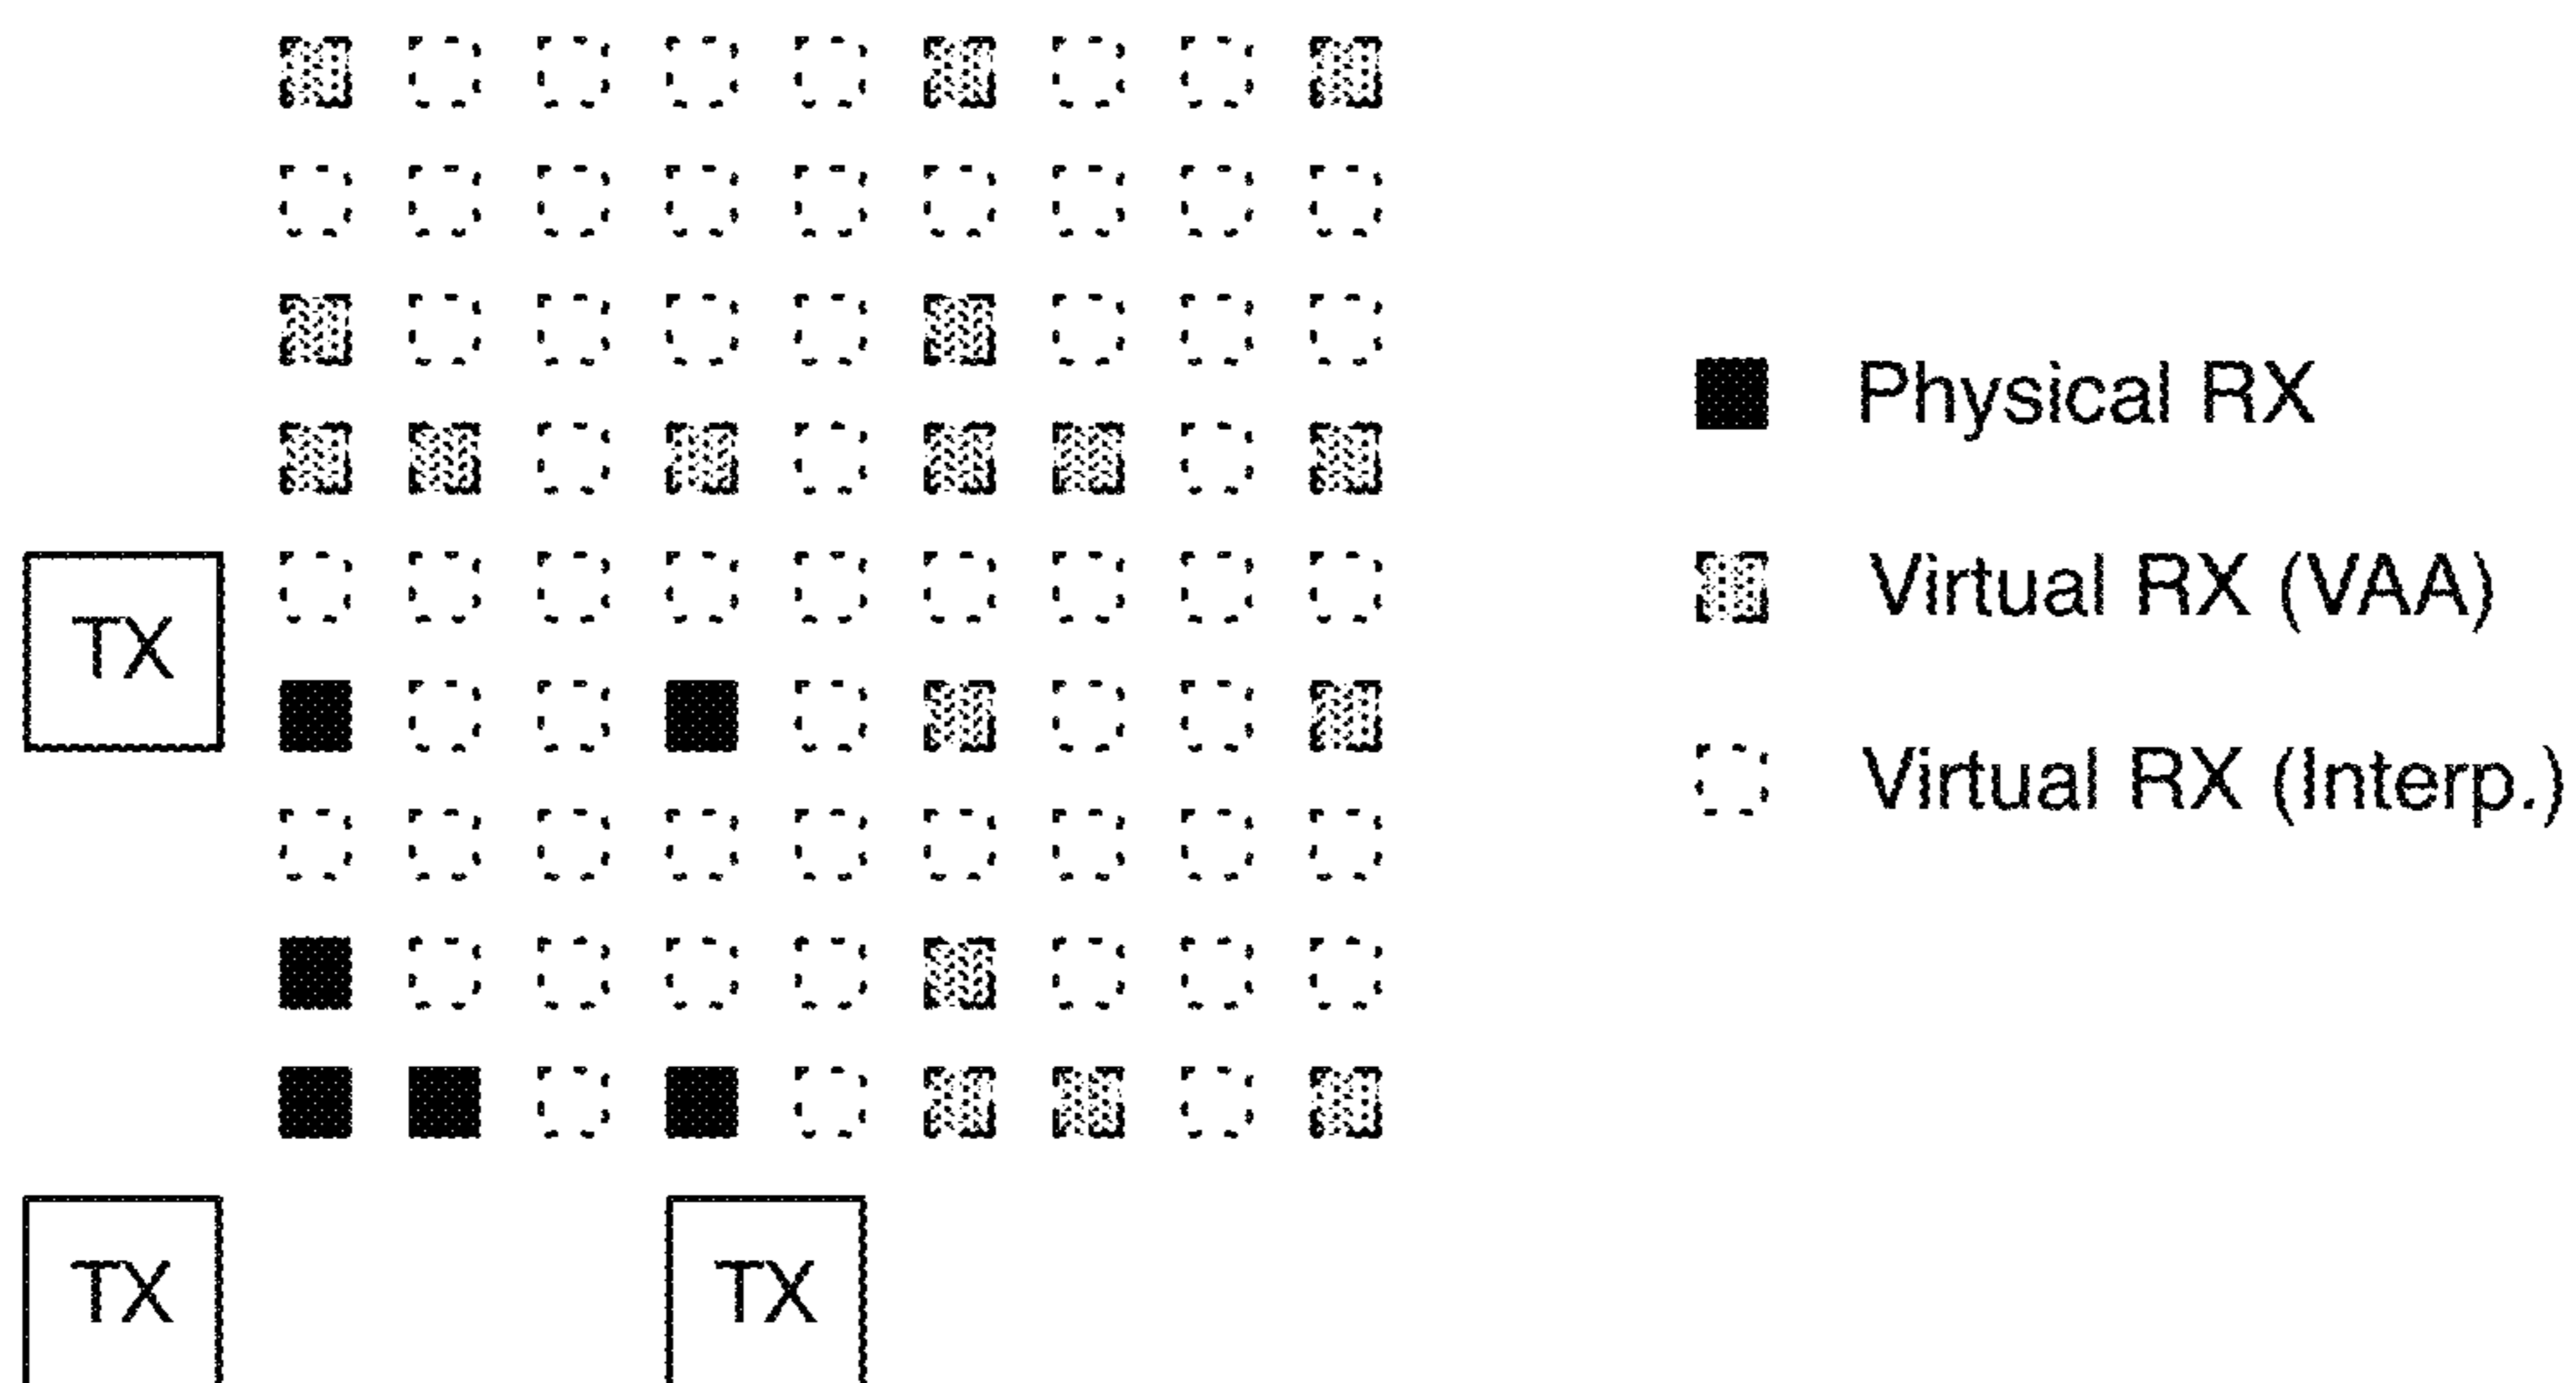 Physical RX
Virtual RX (VAA)
TX
Virtual RX (Interp.)
TX
TX